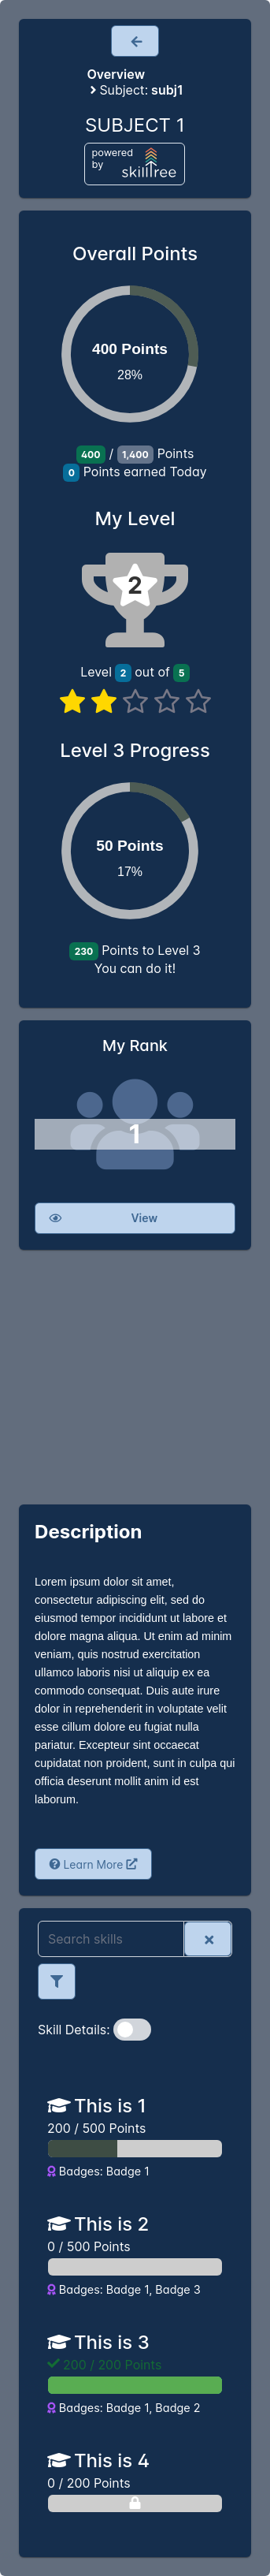 Overview
Subject: subj1
SUBJECT 1
powered
by
skilltree
Overall Points
400 Points
28%
400 / 1,400 Points
0 Points earned Today
My Level
2
Level 2 out of 5
Level 3 Progress
50 Points
17%
230 Points to Level 3
You can do it!
My Rank
1
View
Description
Lorem ipsum dolor sit amet,
consectetur adipiscing elit, sed do
eiusmod tempor incididunt ut labore et
dolore magna aliqua. Ut enim ad minim
veniam, quis nostrud exercitation
ullamco laboris nisi ut aliquip ex ea
commodo consequat. Duis aute irure
dolor in reprehenderit in voluptate velit
esse cillum dolore eu fugiat nulla
pariatur. Excepteur sint occaecat
cupidatat non proident, sunt in culpa qui
officia deserunt mollit anim id est
laborum.
Learn More
Search skills
Skill Details:
This is 1
200 / 500 Points
Badges: Badge 1
This is 2
0 / 500 Points
Badges: Badge 1, Badge 3
This is 3
200 / 200 Points
Badges: Badge 1, Badge 2
This is 4
0 / 200 Points